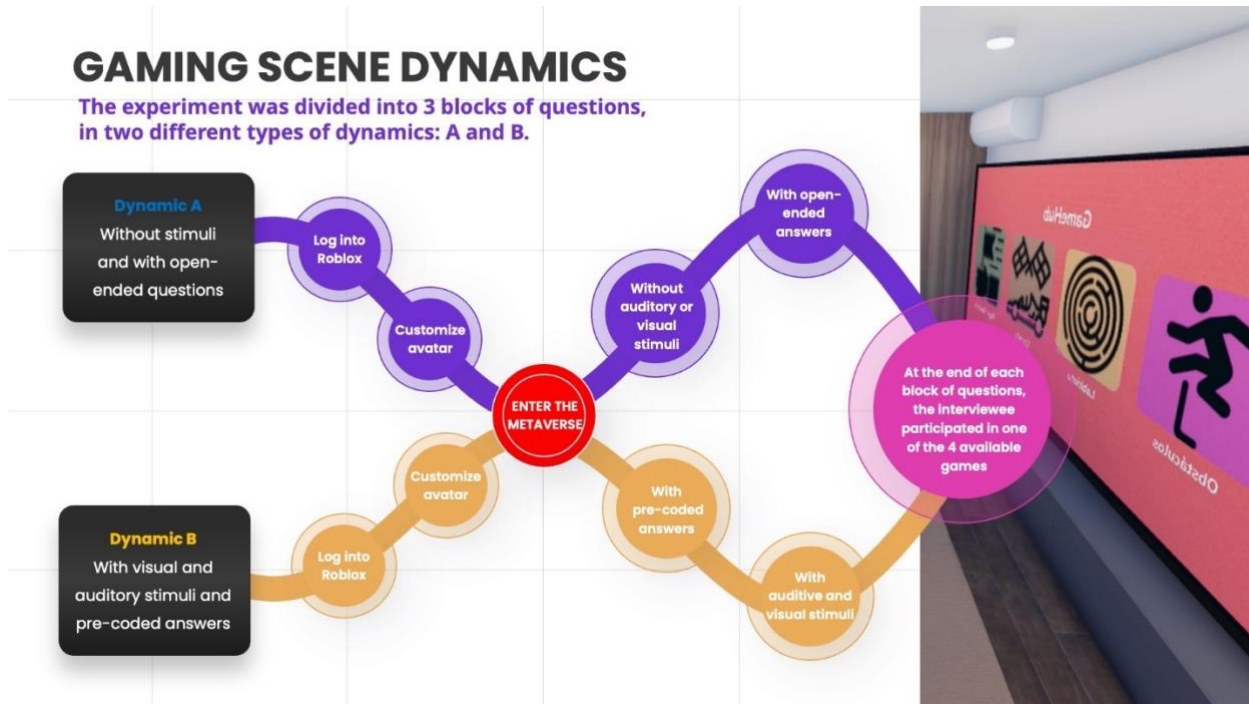 GAMING SCENE DYNAMICS
The experiment was divided into 3 blocks of questions,
in two different types of dynamics: A and B.
Dynamic A
Without stimuli
and with open-
ended questions
Log into
Roblox
Customize
avatar
ENTER THE
METAVERSE
Without
auditory or
visual
stimuli
With open-
ended
answers
Dynamic B
With visual and
auditory stimuli and
pre-coded answers
Log into
Roblox
Customize
avatar
With
pre-coded
answers
With
auditive and
visual stimuli
At the end of each
block of questions,
the interviewee
participated in one
of the 4 available
games
GameHub
Obstáculos